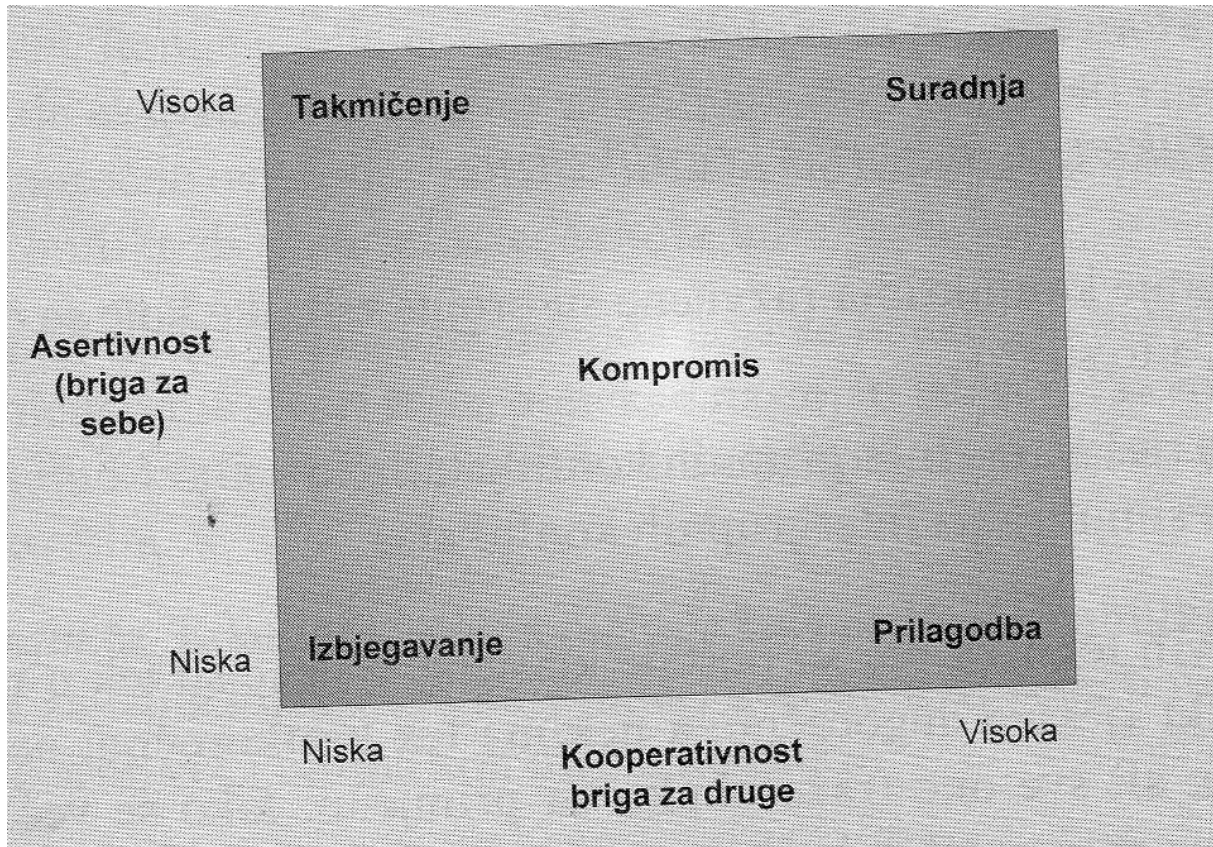 Visoka
Takmičenje
Suradnja
Asertivnost
(briga za
sebe)
Kompromis
Niska
Izbjegavanje
Prilagodba
Niska
Kooperativnost
briga za druge
Visoka